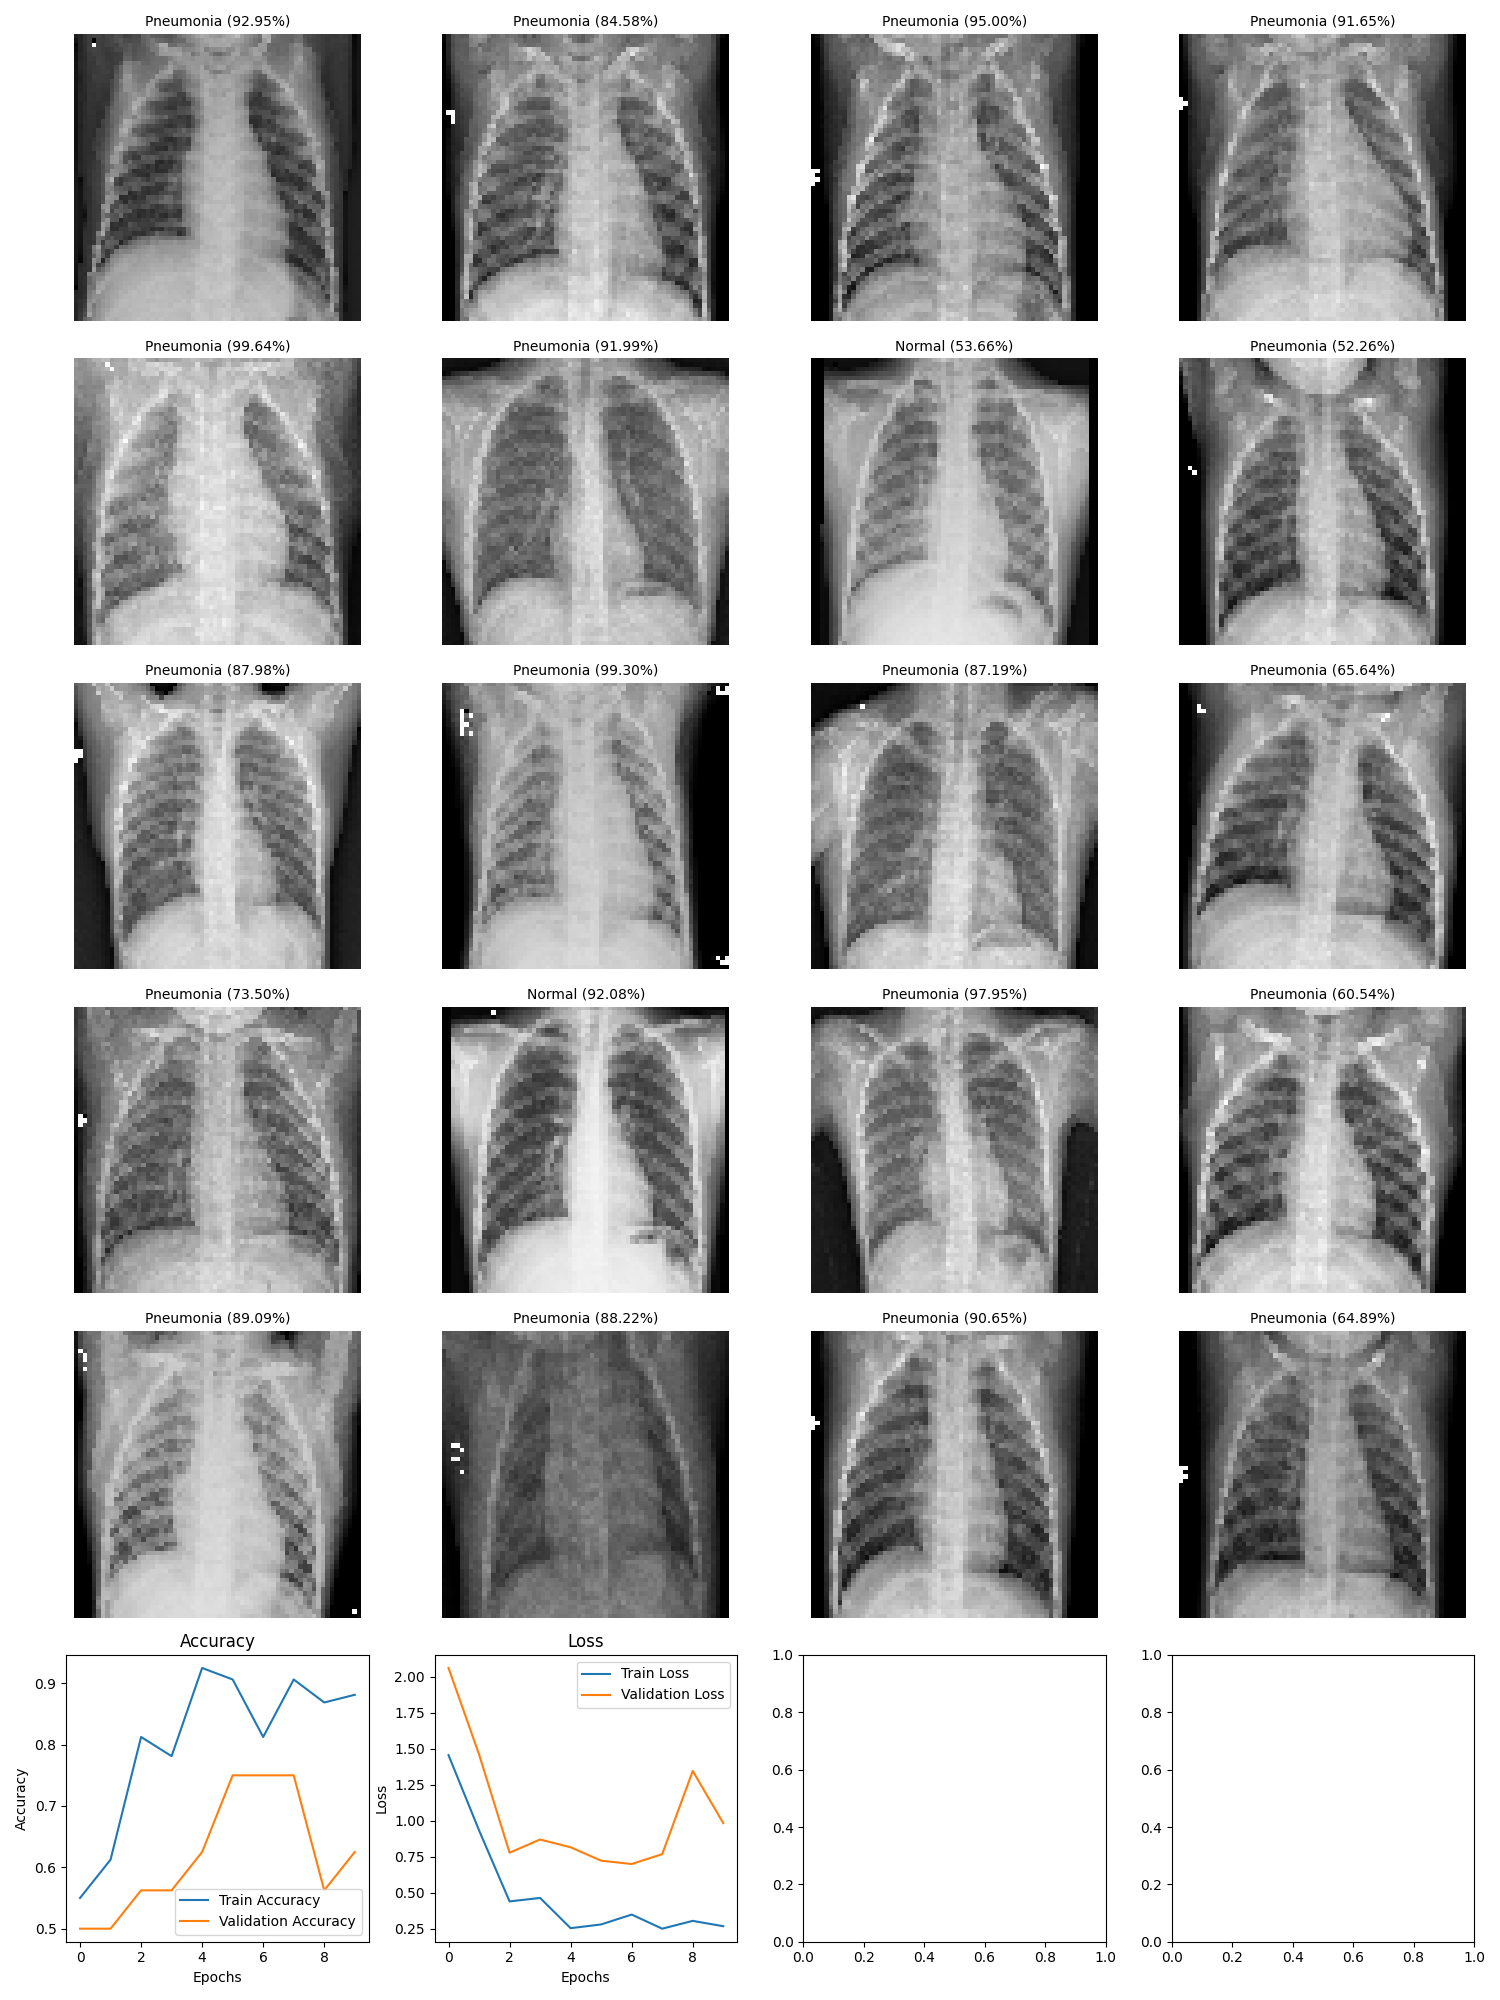 Pneumonia (92.95%)
Pneumonia (84.58%)
Pneumonia (95.00%)
Pneumonia (91.65%)
Pneumonia (99.64%)
Pneumonia (91.99%)
Normal (53.66%)
Pneumonia (52.26%)
Pneumonia (87.98%)
Pneumonia (99.30%)
Pneumonia (87.19%)
Pneumonia (65.64%)
Pneumonia (73.50%)
Normal (92.08%)
Pneumonia (97.95%)
Pneumonia (60.54%)
Pneumonia (89.09%)
Pneumonia (88.22%)
Pneumonia (90.65%)
Pneumonia (64.89%)
Accuracy
0.9
0.8
0.7
0.6
0.5
Accuracy
Train Accuracy
Validation Accuracy
0 2 4 6 8
Epochs
Loss
2.00
1.75
1.50
1.25
1.00
0.75
0.50
0.25
Loss
Train Loss
Validation Loss
0 2 4 6 8
Epochs
1.0
0.8
0.6
0.4
0.2
0.0
0.0 0.2 0.4 0.6 0.8 1.0
1.0
0.8
0.6
0.4
0.2
0.0
0.0 0.2 0.4 0.6 0.8 1.0